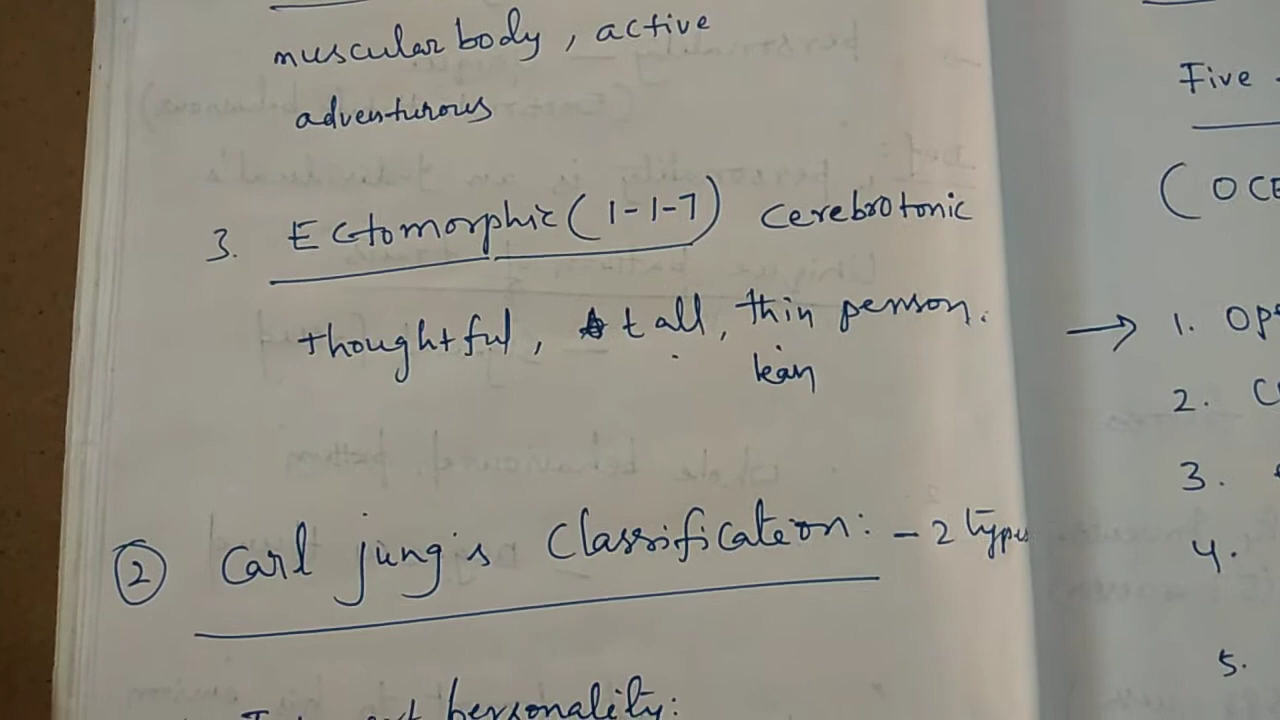 muscular body, active
adventurous
3. Ectomorphic (1-1-7) cerebrotonic
thoughtful, tall, thin person.
lean
② Carl jung's Classification: - 2 types
personality:
Five
(OCE
→ 1. Ope
2. C
3.
4.
5.